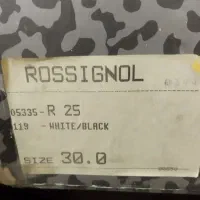 ROSSIGNOL
05335-R 25
119 -WHITE/BLACK
SIZE 30.0